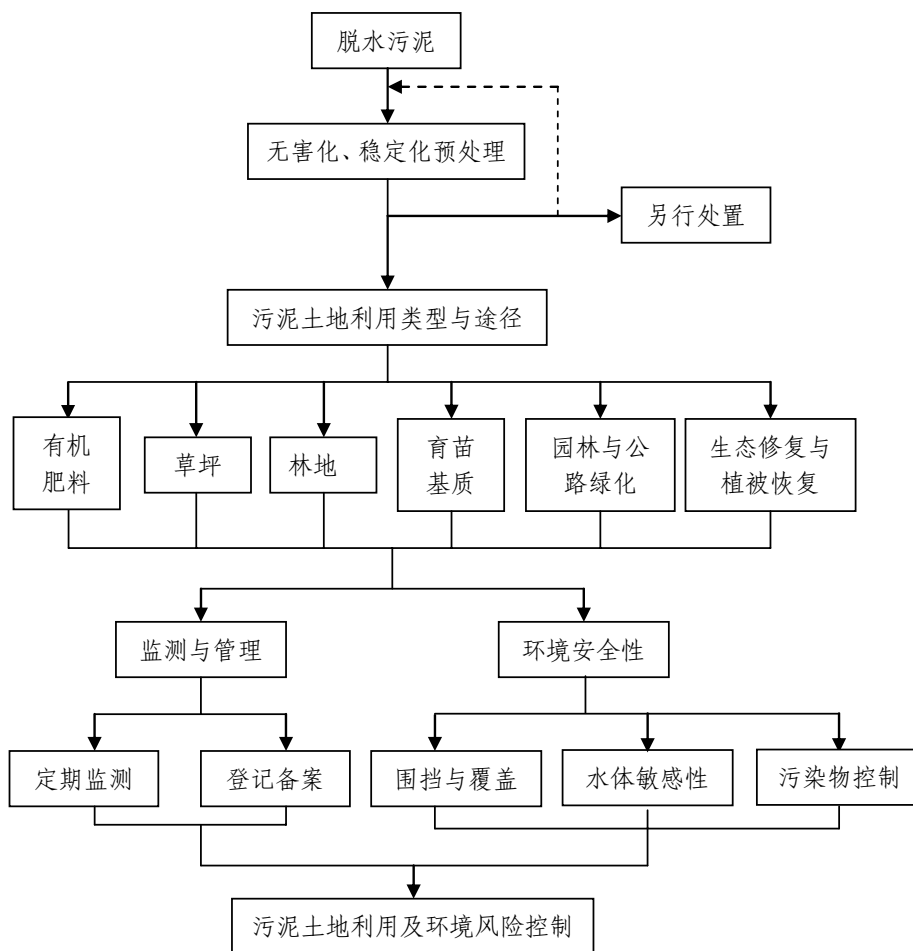 脱水污泥
无害化、稳定化预处理
另行处置
污泥土地利用类型与途径
有机
肥料
草坪
林地
育苗
基质
园林与公
路绿化
生态修复与
植被恢复
监测与管理
环境安全性
定期监测
登记备案
围挡与覆盖
水体敏感性
污染物控制
污泥土地利用及环境风险控制